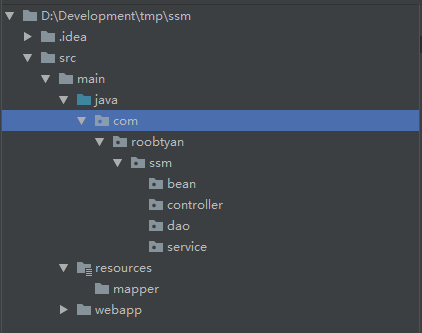 D:\Development\tmp\ssm
.idea
src
main
java
com
roobtyan
ssm
bean
controller
dao
service
resources
mapper
webapp